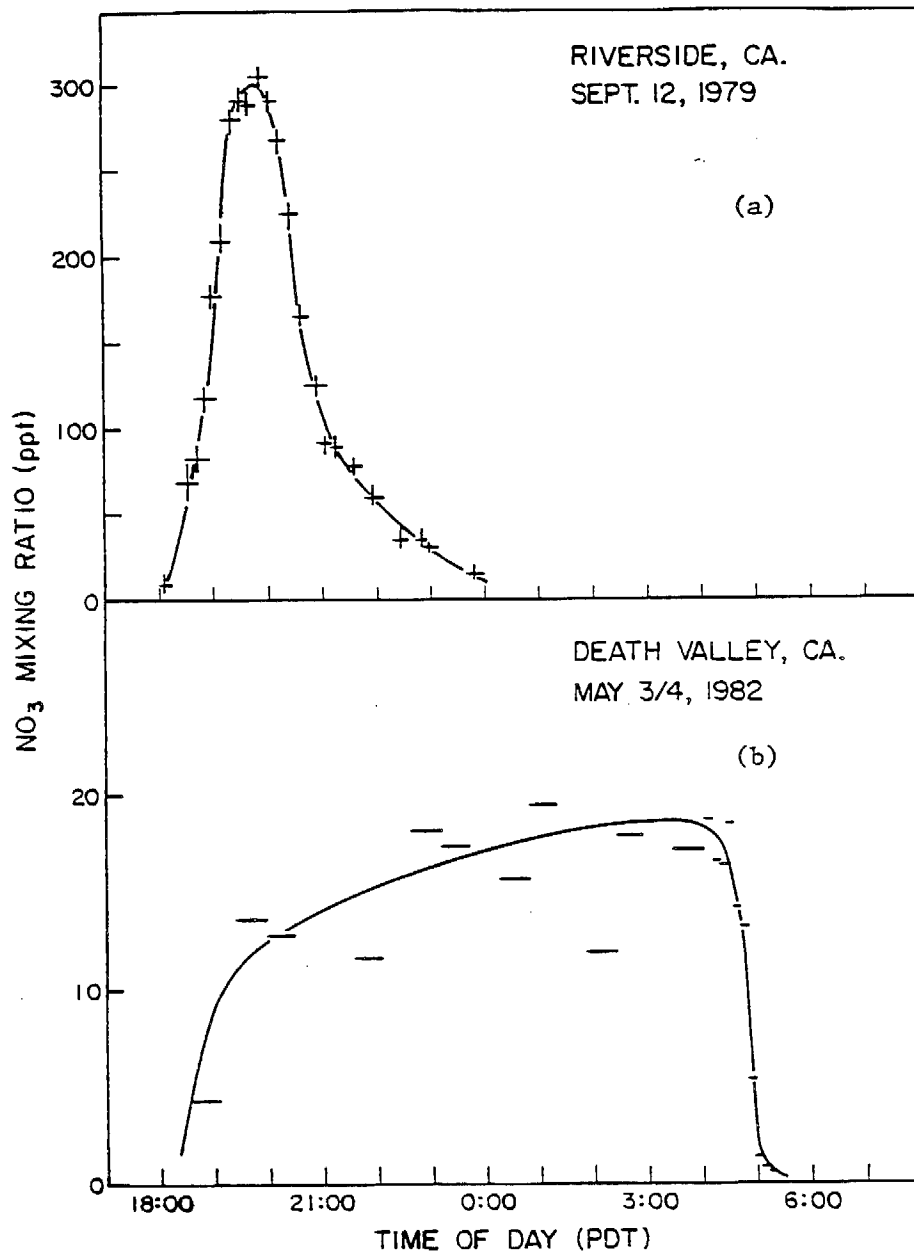 RIVERSIDE, CA.
SEPT. 12, 1979
(a)
300
200
100
0
NO₃ MIXING RATIO (ppt)
DEATH VALLEY, CA.
MAY 3/4, 1982
(b)
20
10
0
18:00
21:00
0:00
3:00
6:00
TIME OF DAY (PDT)